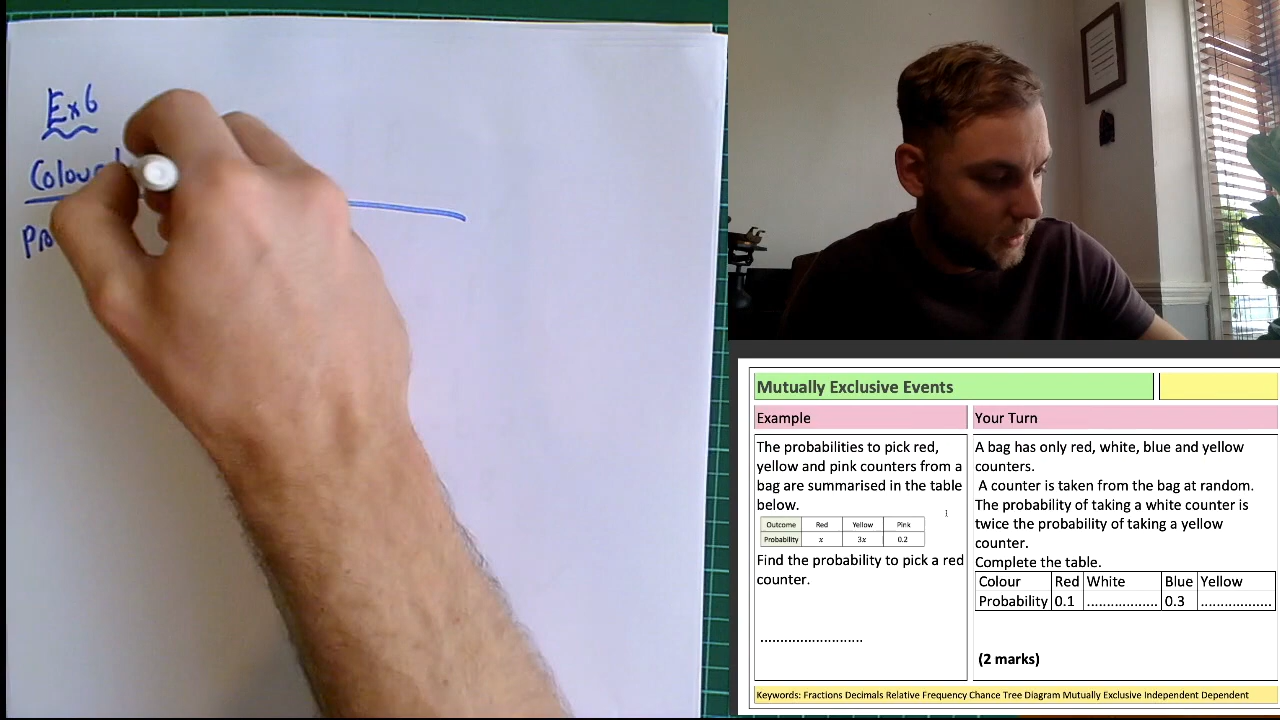 Ex 6
Mutually Exclusive Events
Example
Your Turn
The probabilities to pick red,
yellow and pink counters from a
bag are summarised in the table
below.
Outcome Red Yellow Pink
Probability x 3x 0.2
Find the probability to pick a red
counter.
............................
A bag has only red, white, blue and yellow
counters.
A counter is taken from the bag at random.
The probability of taking a white counter is
twice the probability of taking a yellow
counter.
Complete the table.
Colour Red White Blue Yellow
Probability 0.1 .................. 0.3 ..................
(2 marks)
Keywords: Fractions Decimals Relative Frequency Chance Tree Diagram Mutually Exclusive Independent Dependent